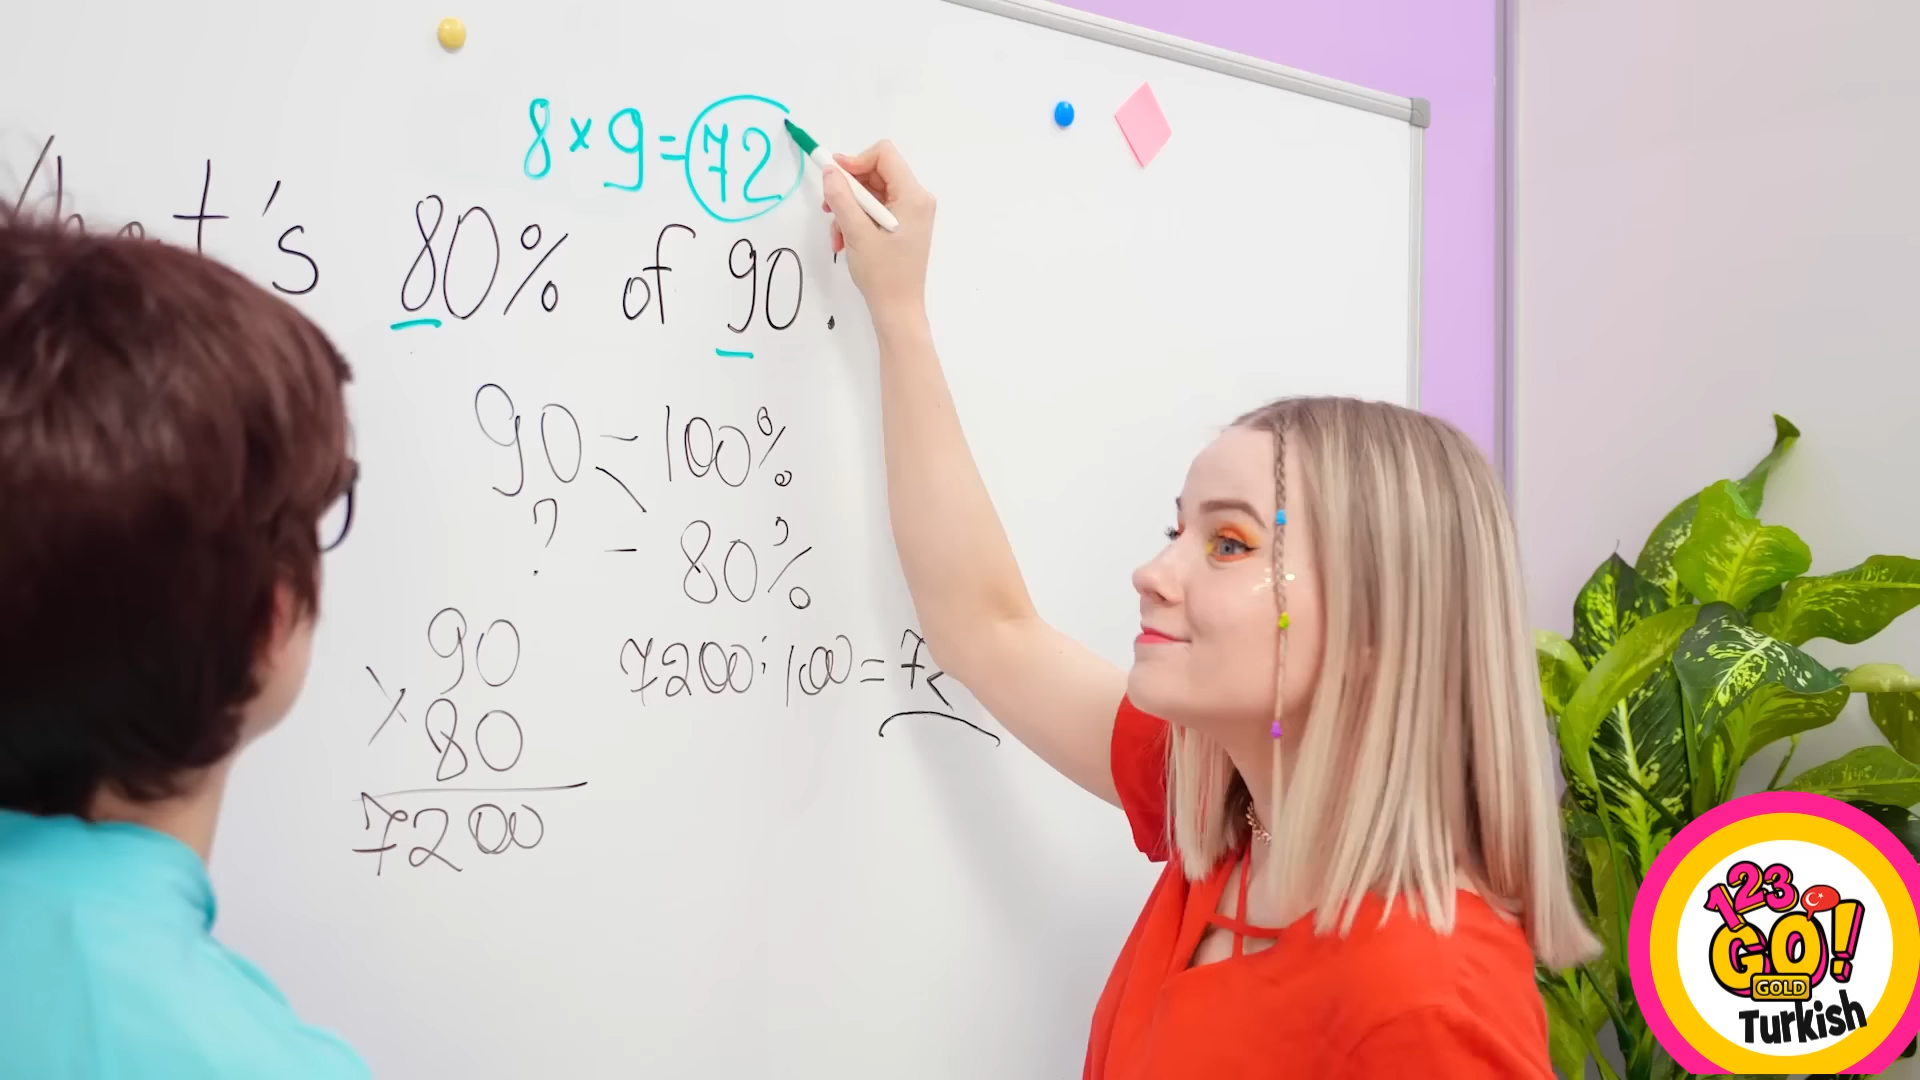 8 × 9 = 72
What's 80% of 90?
90 – 100%
? – 80%
90
× 80
7200
7200 : 100 = 72
123
GO!
GOLD
Turkish